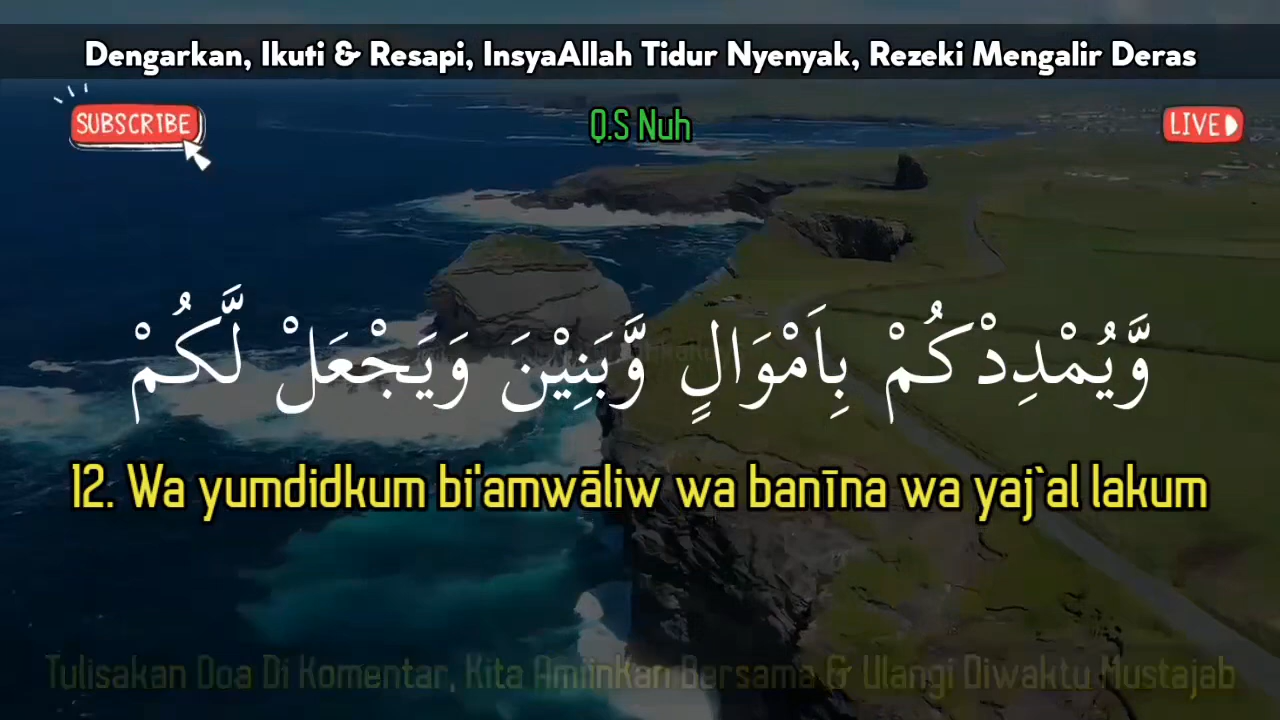 Dengarkan, Ikuti & Resapi, InsyaAllah Tidur Nyenyak, Rezeki Mengalir Deras
SUBSCRIBE
Q.S Nuh
LIVE
وَّيُمْدِدْكُمْ بِاَمْوَالٍ وَّبَنِيْنَ وَيَجْعَلْ لَّكُمْ
12. Wa yumdidkum bi'amwāliw wa banīna wa yaj`al lakum
Tulisakan Doa Di Komentar, Kita Amiinkan Bersama & Ulangi Diwaktu Mustajab